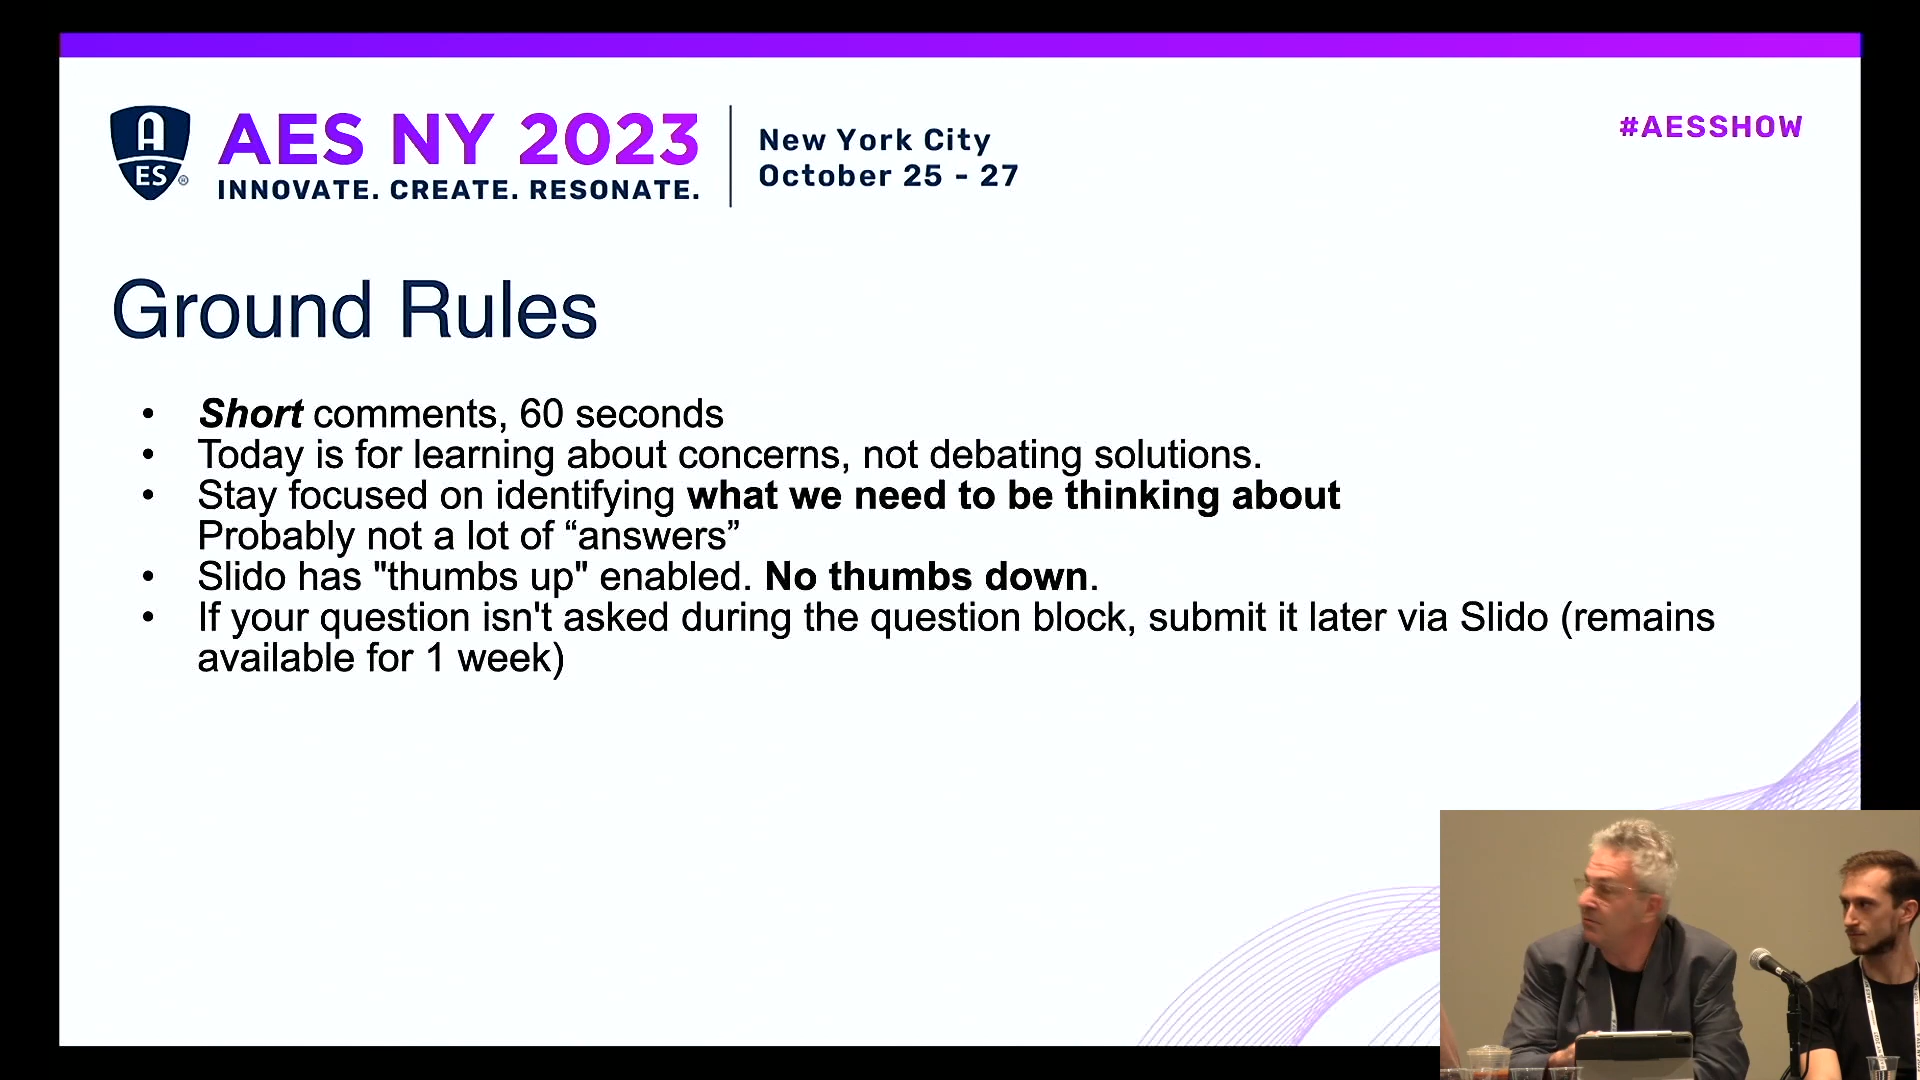 A
ES®
AES NY 2023
INNOVATE. CREATE. RESONATE.
New York City
October 25 - 27
#AESSHOW
Ground Rules
• Short comments, 60 seconds
• Today is for learning about concerns, not debating solutions.
• Stay focused on identifying what we need to be thinking about
Probably not a lot of “answers”
• Slido has "thumbs up" enabled. No thumbs down.
• If your question isn't asked during the question block, submit it later via Slido (remains
available for 1 week)